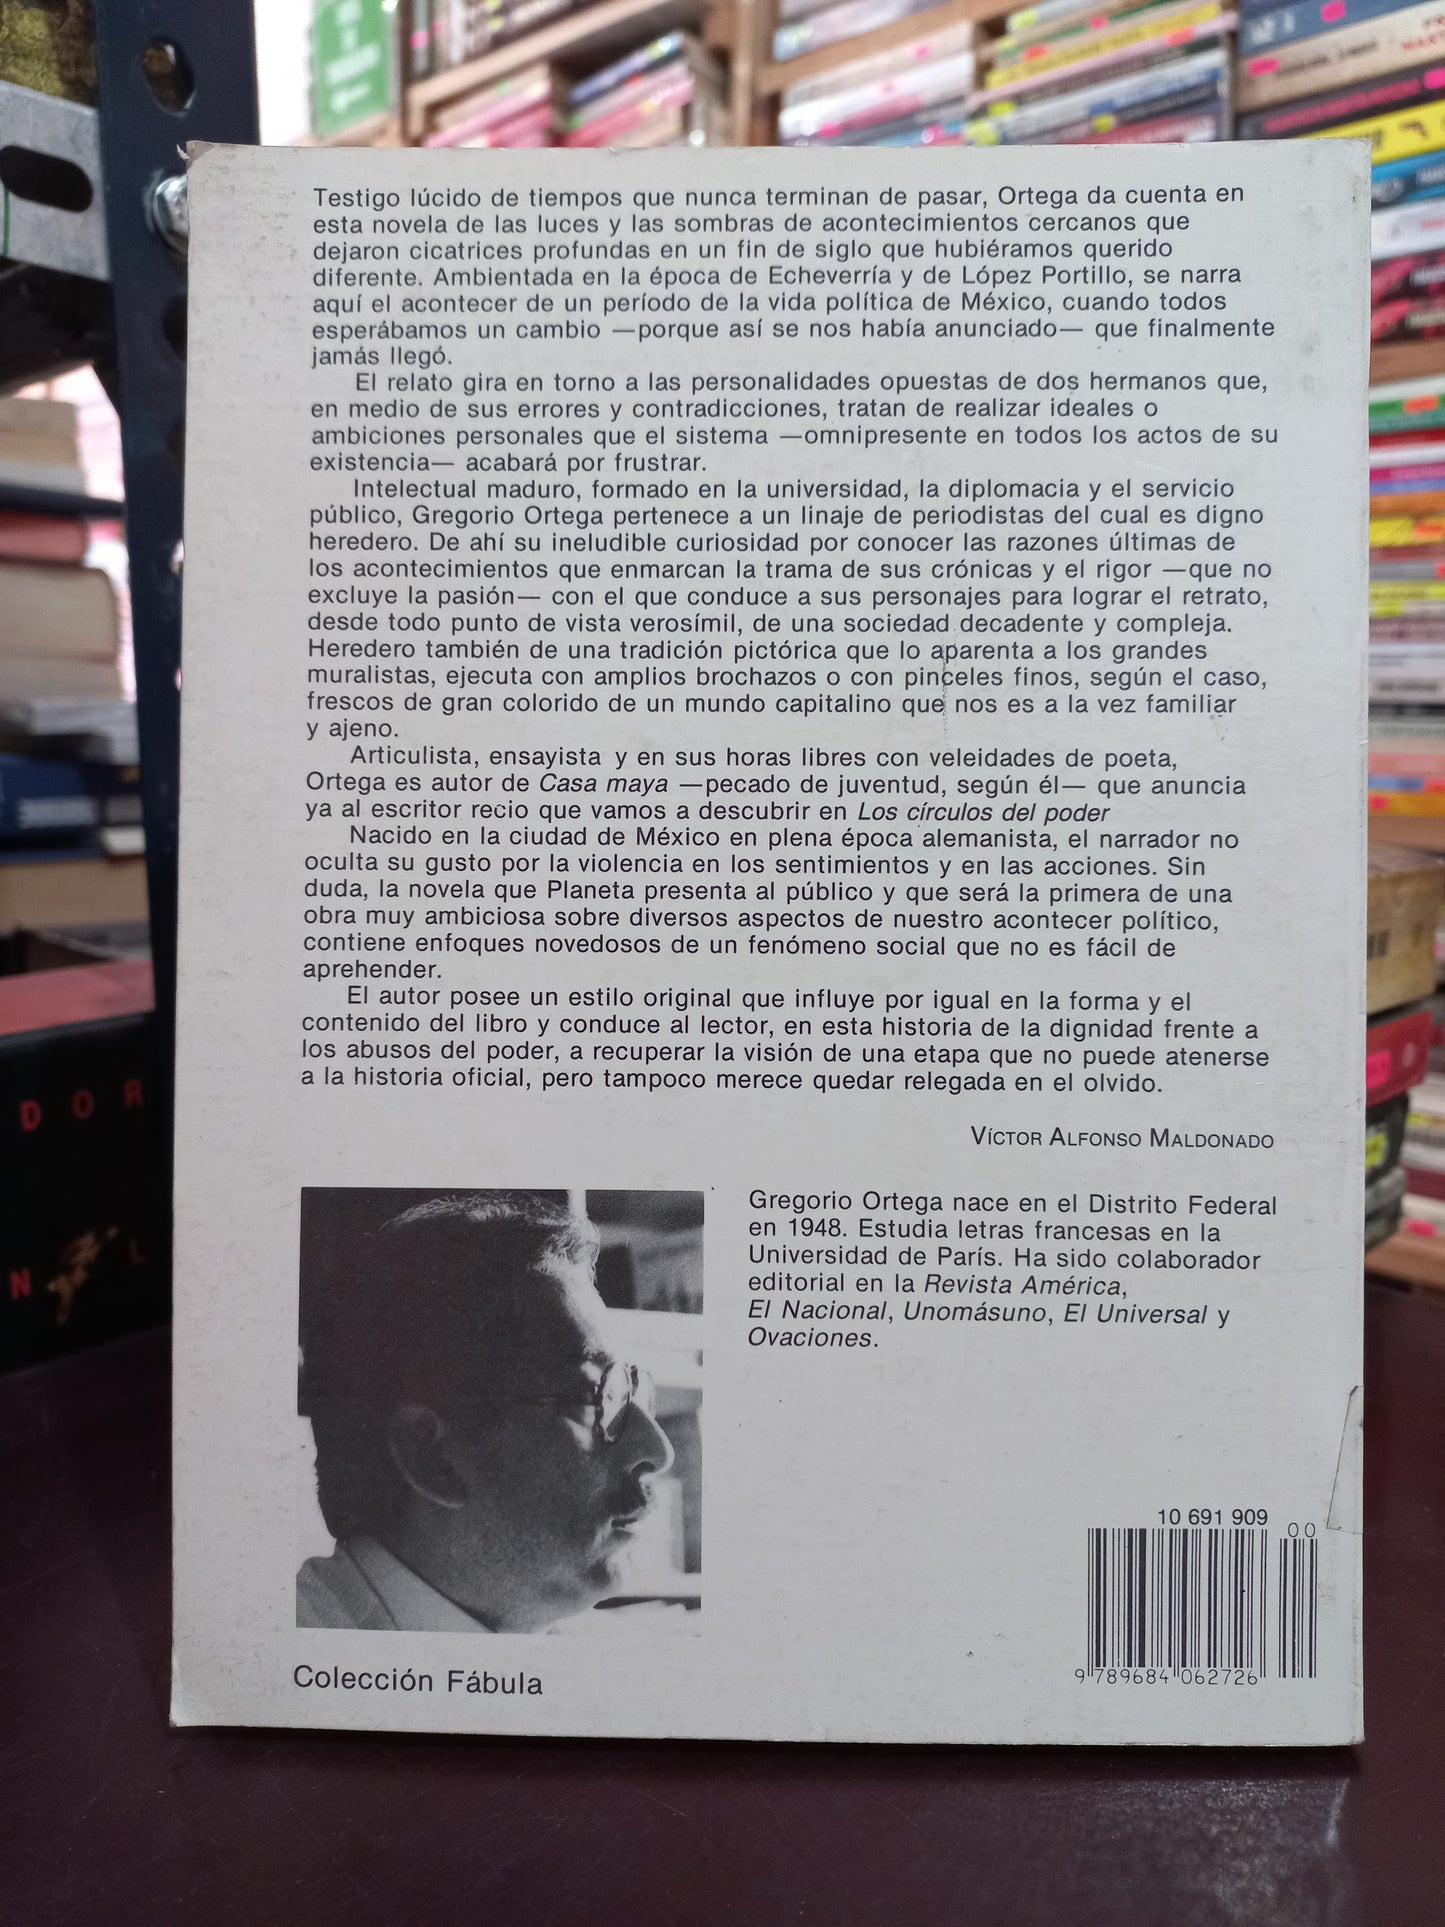 Testigo lúcido de tiempos que nunca terminan de pasar, Ortega da cuenta en
esta novela de las luces y las sombras de acontecimientos cercanos que
dejaron cicatrices profundas en un fin de siglo que hubiéramos querido
diferente. Ambientada en la época de Echeverría y de López Portillo, se narra
aquí el acontecer de un período de la vida política de México, cuando todos
esperábamos un cambio —porque así se nos había anunciado— que finalmente
jamás llegó.
El relato gira en torno a las personalidades opuestas de dos hermanos que,
en medio de sus errores y contradicciones, tratan de realizar ideales o
ambiciones personales que el sistema —omnipresente en todos los actos de su
existencia— acabará por frustrar.
Intelectual maduro, formado en la universidad, la diplomacia y el servicio
público, Gregorio Ortega pertenece a un linaje de periodistas del cual es digno
heredero. De ahí su ineludible curiosidad por conocer las razones últimas de
los acontecimientos que enmarcan la trama de sus crónicas y el rigor —que no
excluye la pasión— con el que conduce a sus personajes para lograr el retrato,
desde todo punto de vista verosímil, de una sociedad decadente y compleja.
Heredero también de una tradición pictórica que lo aparenta a los grandes
muralistas, ejecuta con amplios brochazos o con pinceles finos, según el caso,
frescos de gran colorido de un mundo capitalino que nos es a la vez familiar
y ajeno.
Articulista, ensayista y en sus horas libres con veleidades de poeta,
Ortega es autor de Casa maya —pecado de juventud, según él— que anuncia
ya al escritor recio que vamos a descubrir en Los círculos del poder
Nacido en la ciudad de México en plena época alemanista, el narrador no
oculta su gusto por la violencia en los sentimientos y en las acciones. Sin
duda, la novela que Planeta presenta al público y que será la primera de una
obra muy ambiciosa sobre diversos aspectos de nuestro acontecer político,
contiene enfoques novedosos de un fenómeno social que no es fácil de
aprehender.
El autor posee un estilo original que influye por igual en la forma y el
contenido del libro y conduce al lector, en esta historia de la dignidad frente a
los abusos del poder, a recuperar la visión de una etapa que no puede atenerse
a la historia oficial, pero tampoco merece quedar relegada en el olvido.
VÍCTOR ALFONSO MALDONADO
Gregorio Ortega nace en el Distrito Federal
en 1948. Estudia letras francesas en la
Universidad de París. Ha sido colaborador
editorial en la Revista América,
El Nacional, Unomásuno, El Universal y
Ovaciones.
10 691 909
00
9 789684 062726
Colección Fábula
DOR
N L